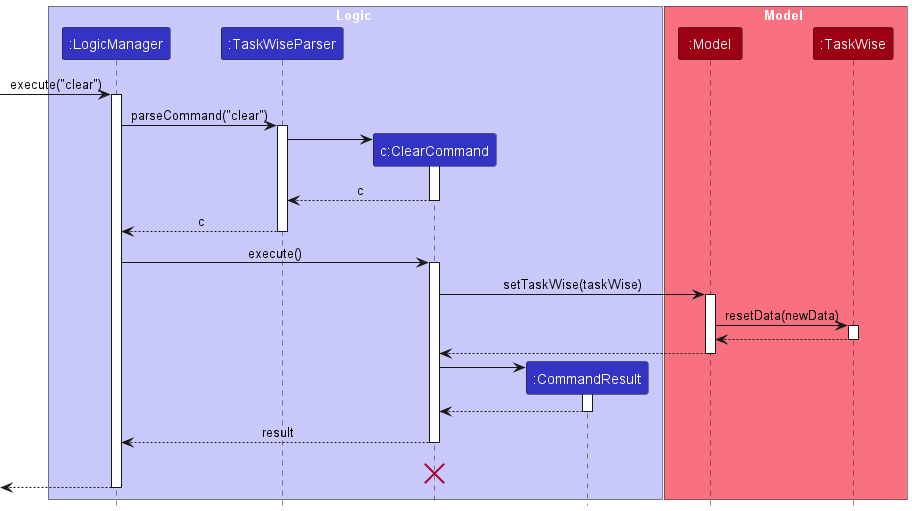 Logic
Model
:LogicManager
:TaskWiseParser
:Model
:TaskWise
execute("clear")
parseCommand("clear")
c:ClearCommand
c
c
execute()
setTaskWise(taskWise)
resetData(newData)
:CommandResult
result